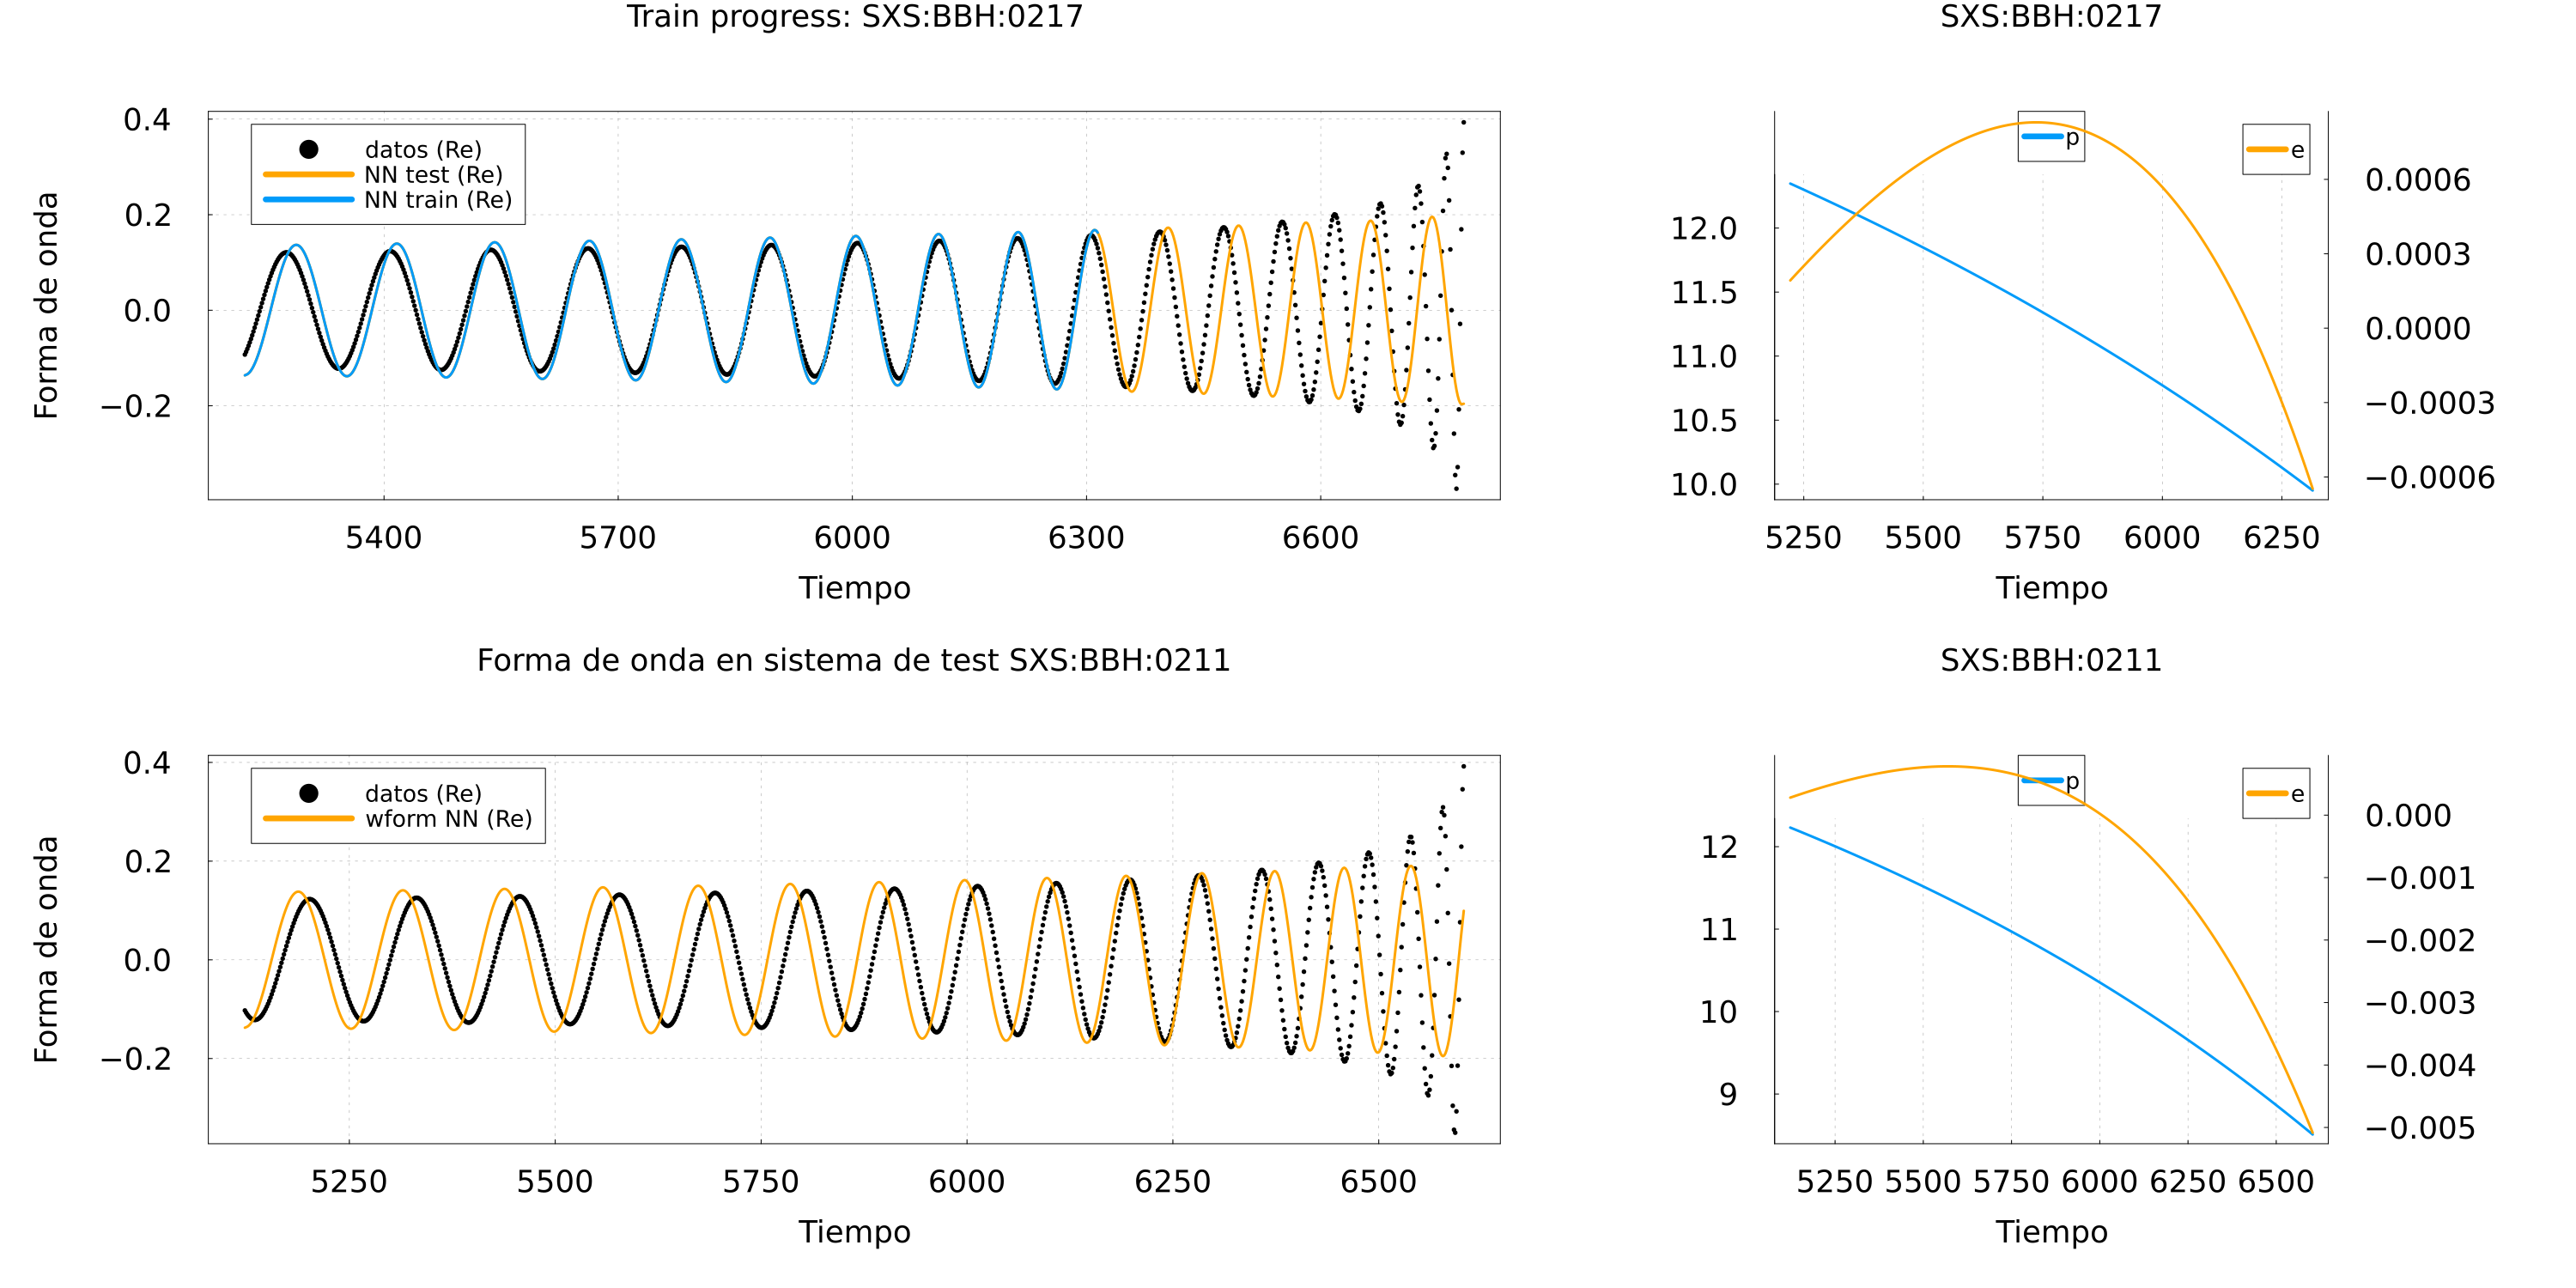 Train progress: SXS:BBH:0217
Forma de onda
0.4
0.2
0.0
−0.2
datos (Re)
NN test (Re)
NN train (Re)
5400 5700 6000 6300 6600
Tiempo
SXS:BBH:0217
12.0
11.5
11.0
10.5
10.0
p
e
0.0006
0.0003
0.0000
−0.0003
−0.0006
5250 5500 5750 6000 6250
Tiempo
Forma de onda en sistema de test SXS:BBH:0211
Forma de onda
0.4
0.2
0.0
−0.2
datos (Re)
wform NN (Re)
5250 5500 5750 6000 6250 6500
Tiempo
SXS:BBH:0211
12
11
10
9
p
e
0.000
−0.001
−0.002
−0.003
−0.004
−0.005
5250 5500 5750 6000 6250 6500
Tiempo